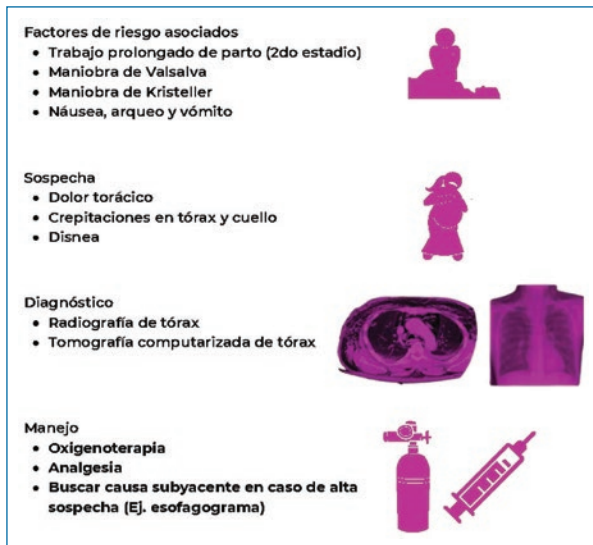 Factores de riesgo asociados
• Trabajo prolongado de parto (2do estadio)
• Maniobra de Valsalva
• Maniobra de Kristeller
• Náusea, arqueo y vómito
Sospecha
• Dolor torácico
• Crepitaciones en tórax y cuello
• Disnea
Diagnóstico
• Radiografía de tórax
• Tomografía computarizada de tórax
Manejo
• Oxigenoterapia
• Analgesia
• Buscar causa subyacente en caso de alta
sospecha (Ej. esofagograma)